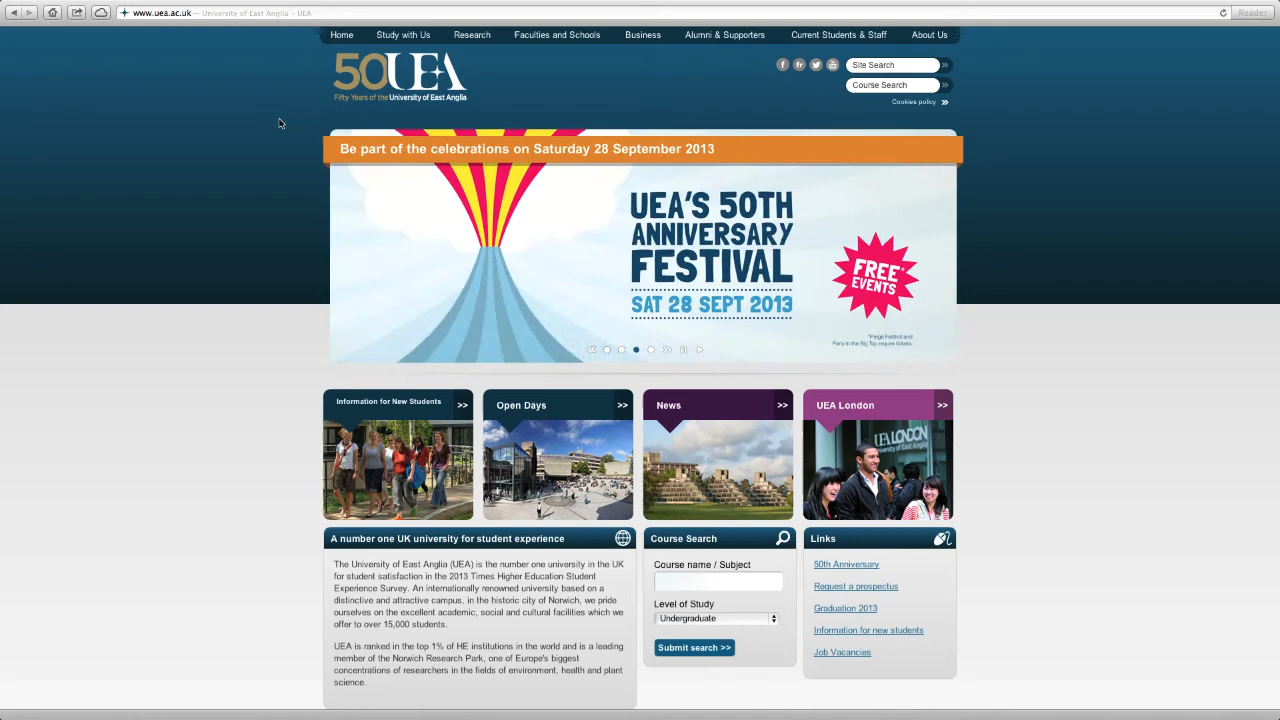 www.uea.ac.uk — University of East Anglia – UEA
Reader
Home Study with Us Research Faculties and Schools Business Alumni & Supporters Current Students & Staff About Us
50UEA
Fifty Years of the University of East Anglia
Site Search
Course Search
Cookies policy
Be part of the celebrations on Saturday 28 September 2013
UEA'S 50TH
ANNIVERSARY
FESTIVAL
SAT 28 SEPT 2013
FREE*
EVENTS
*Fringe Festival and
Party in the Big Top require tickets.
Information for New Students >>
Open Days >>
News >>
UEA London >>
UEA LONDON
University of East Anglia
A number one UK university for student experience
The University of East Anglia (UEA) is the number one university in the UK
for student satisfaction in the 2013 Times Higher Education Student
Experience Survey. An internationally renowned university based on a
distinctive and attractive campus, in the historic city of Norwich, we pride
ourselves on the excellent academic, social and cultural facilities which we
offer to over 15,000 students.
UEA is ranked in the top 1% of HE institutions in the world and is a leading
member of the Norwich Research Park, one of Europe's biggest
concentrations of researchers in the fields of environment, health and plant
science.
Course Search
Course name / Subject
Level of Study
Undergraduate
Submit search >>
Links
50th Anniversary
Request a prospectus
Graduation 2013
Information for new students
Job Vacancies